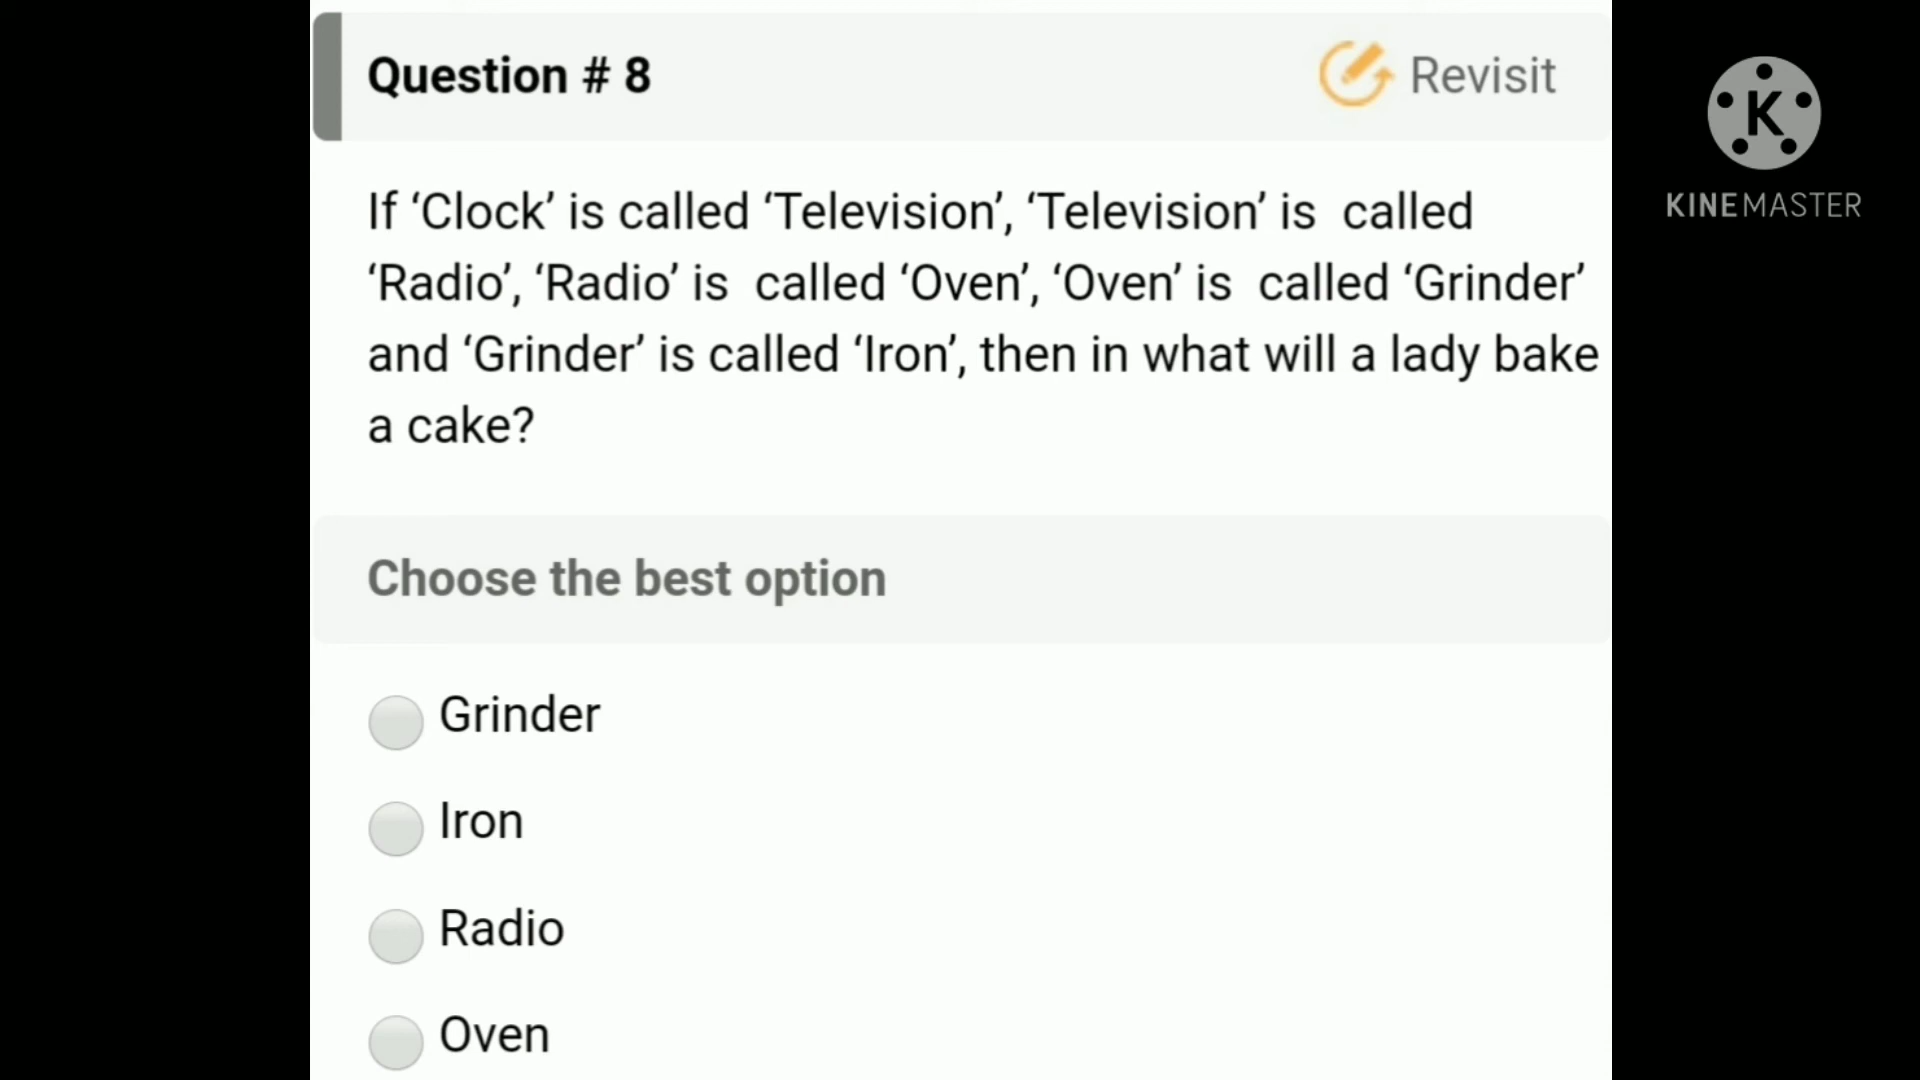 Question # 8
Revisit
K
KINEMASTER
If ‘Clock’ is called ‘Television’, ‘Television’ is called
‘Radio’, ‘Radio’ is called ‘Oven’, ‘Oven’ is called ‘Grinder’
and ‘Grinder’ is called ‘Iron’, then in what will a lady bake
a cake?
Choose the best option
Grinder
Iron
Radio
Oven